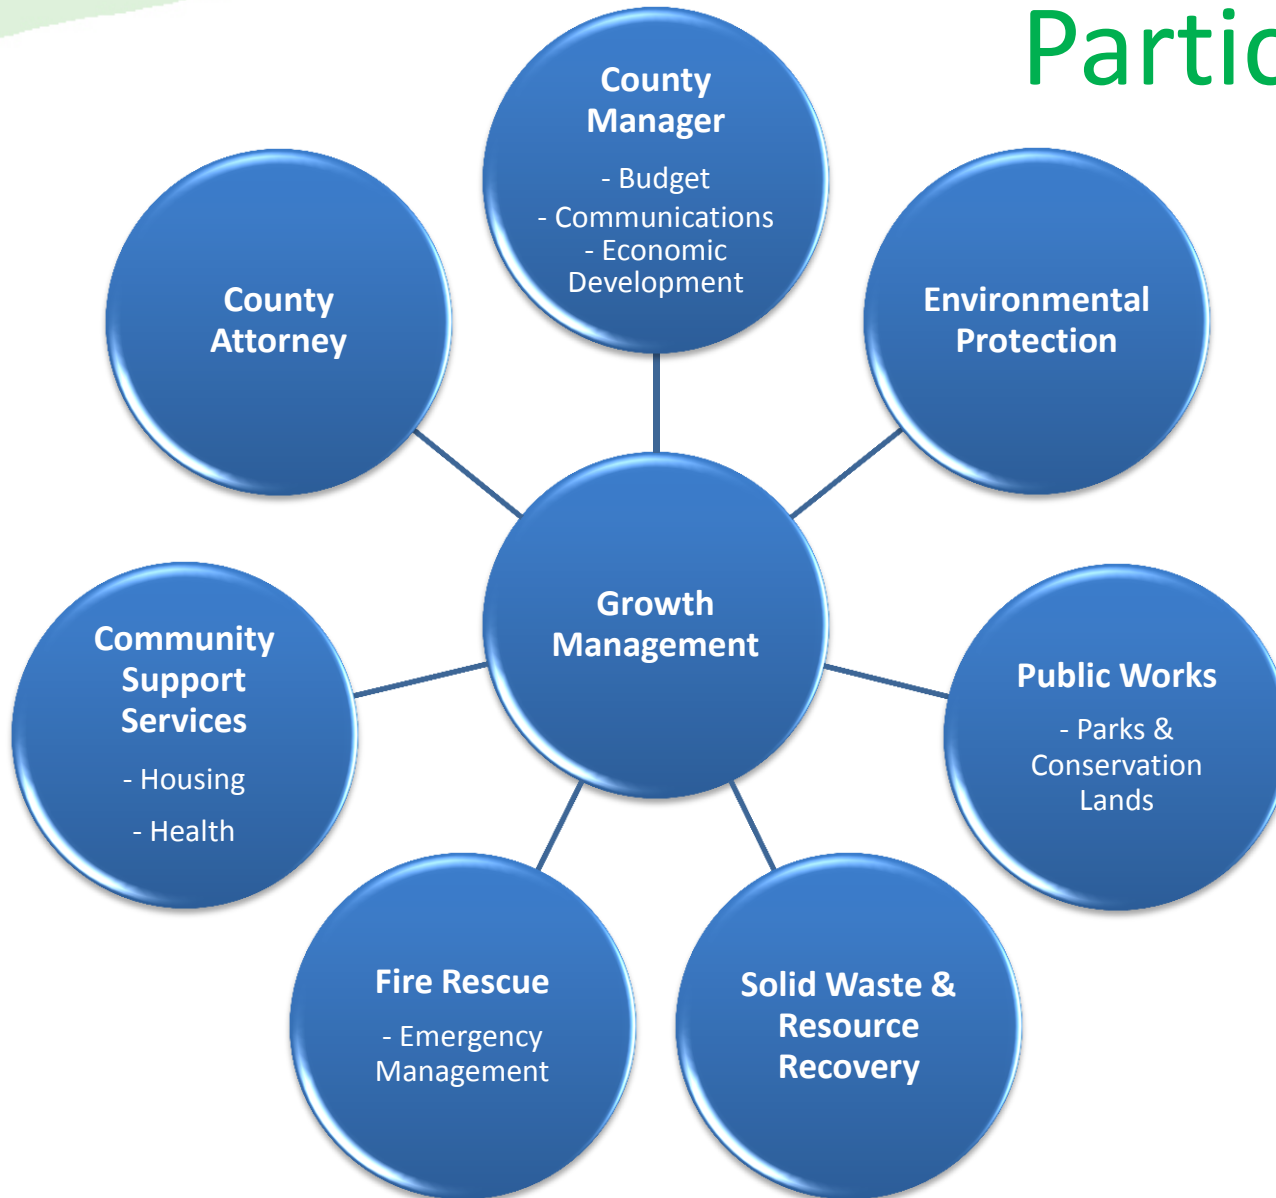 Partic
County
Manager
- Budget
- Communications
- Economic
Development
County
Attorney
Environmental
Protection
Growth
Management
Community
Support
Services
- Housing
- Health
Public Works
- Parks &
Conservation
Lands
Fire Rescue
- Emergency
Management
Solid Waste &
Resource
Recovery